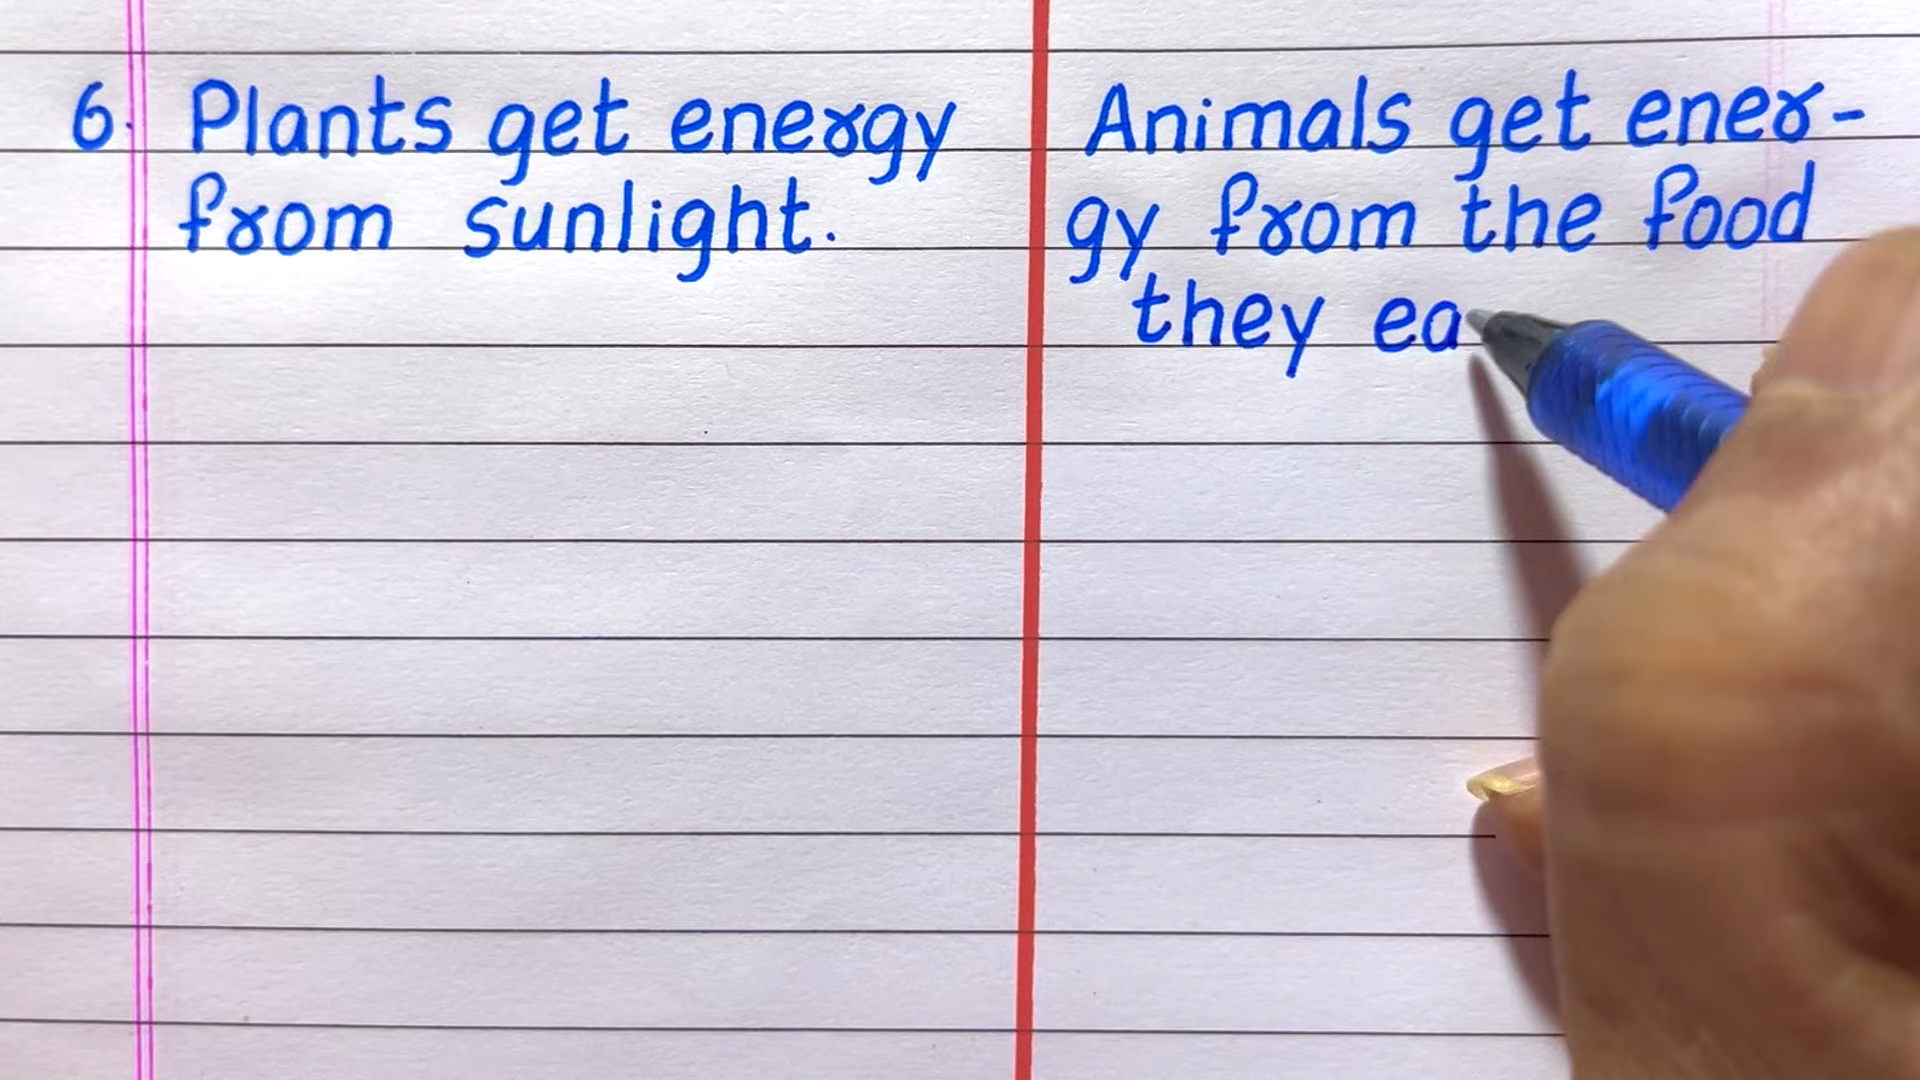 6. Plants get energy
from sunlight.
Animals get ener-
gy from the food
they ea